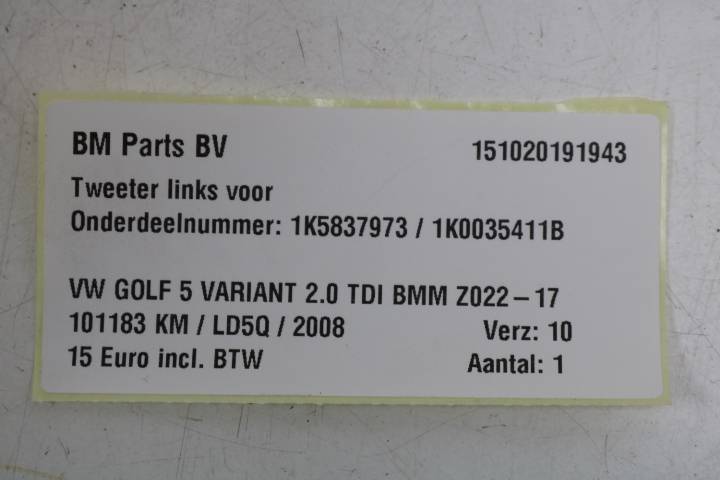 BM Parts BV 151020191943
Tweeter links voor
Onderdeelnummer: 1K5837973 / 1K0035411B
VW GOLF 5 VARIANT 2.0 TDI BMM Z022-17
101183 KM / LD5Q / 2008 Verz: 10
15 Euro incl. BTW Aantal: 1